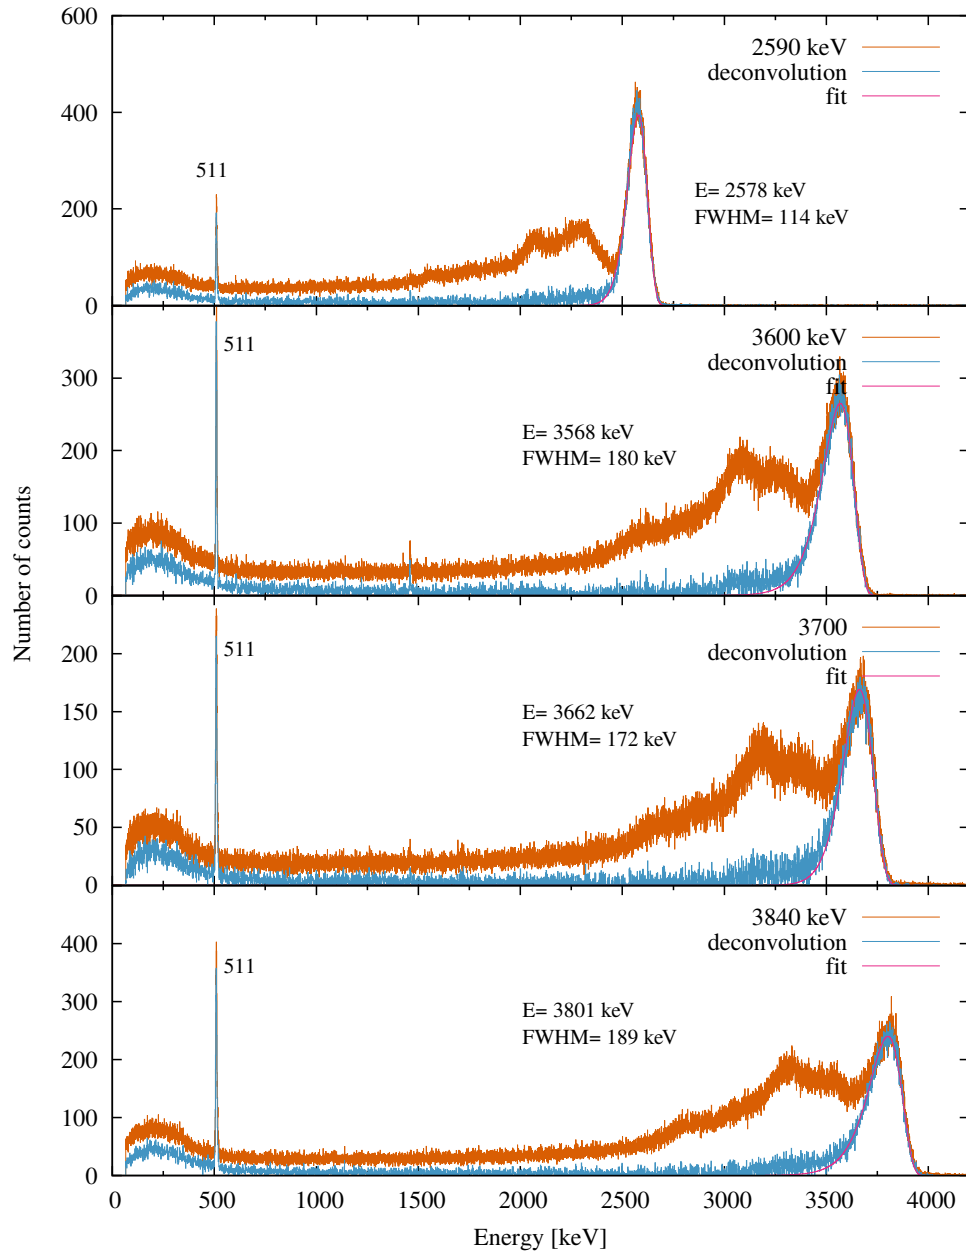 600
400
200
0
2590 keV
deconvolution
fit
511
E= 2578 keV
FWHM= 114 keV
300
200
100
0
3600 keV
deconvolution
fit
511
E= 3568 keV
FWHM= 180 keV
Number of counts
200
150
100
50
0
3700
deconvolution
fit
511
E= 3662 keV
FWHM= 172 keV
400
300
200
100
0
3840 keV
deconvolution
fit
511
E= 3801 keV
FWHM= 189 keV
0 500 1000 1500 2000 2500 3000 3500 4000
Energy [keV]